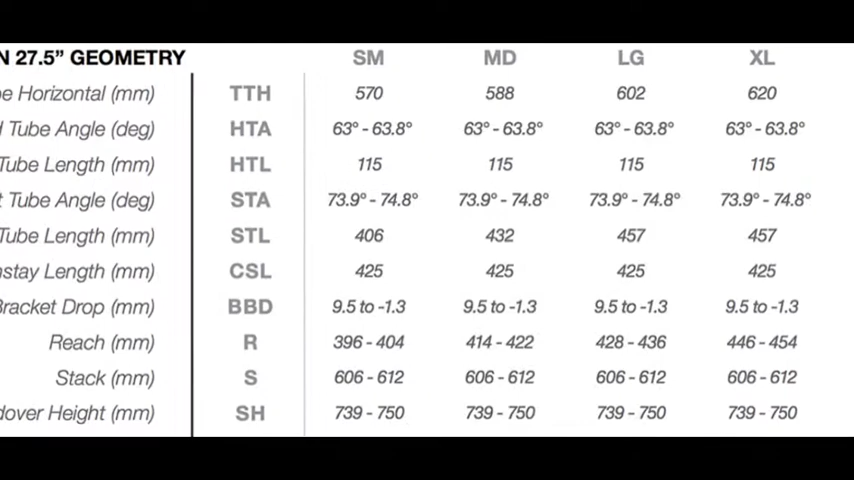 N 27.5” GEOMETRY SM MD LG XL
e Horizontal (mm) TTH 570 588 602 620
d Tube Angle (deg) HTA 63° - 63.8° 63° - 63.8° 63° - 63.8° 63° - 63.8°
Tube Length (mm) HTL 115 115 115 115
t Tube Angle (deg) STA 73.9° - 74.8° 73.9° - 74.8° 73.9° - 74.8° 73.9° - 74.8°
Tube Length (mm) STL 406 432 457 457
nstay Length (mm) CSL 425 425 425 425
Bracket Drop (mm) BBD 9.5 to -1.3 9.5 to -1.3 9.5 to -1.3 9.5 to -1.3
Reach (mm) R 396 - 404 414 - 422 428 - 436 446 - 454
Stack (mm) S 606 - 612 606 - 612 606 - 612 606 - 612
dover Height (mm) SH 739 - 750 739 - 750 739 - 750 739 - 750